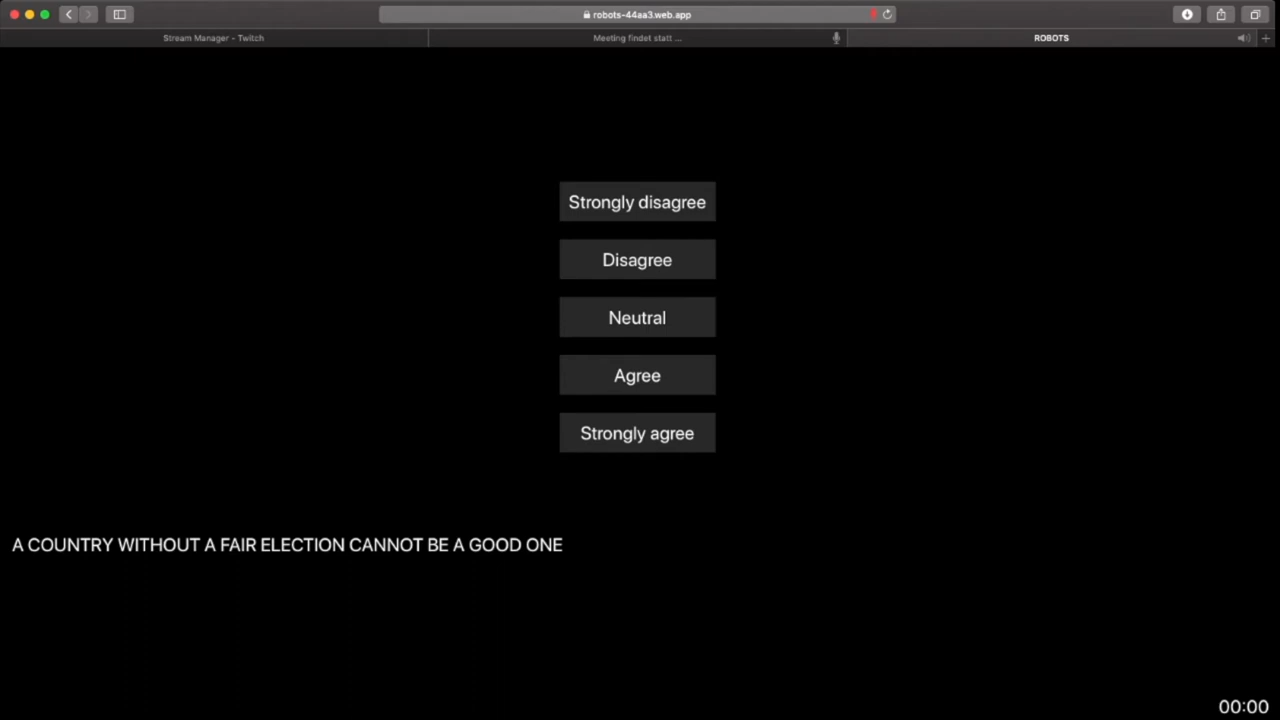 robots-44aa3.web.app
Stream Manager - Twitch
Meeting findet statt ...
ROBOTS
Strongly disagree
Disagree
Neutral
Agree
Strongly agree
A COUNTRY WITHOUT A FAIR ELECTION CANNOT BE A GOOD ONE
00:00